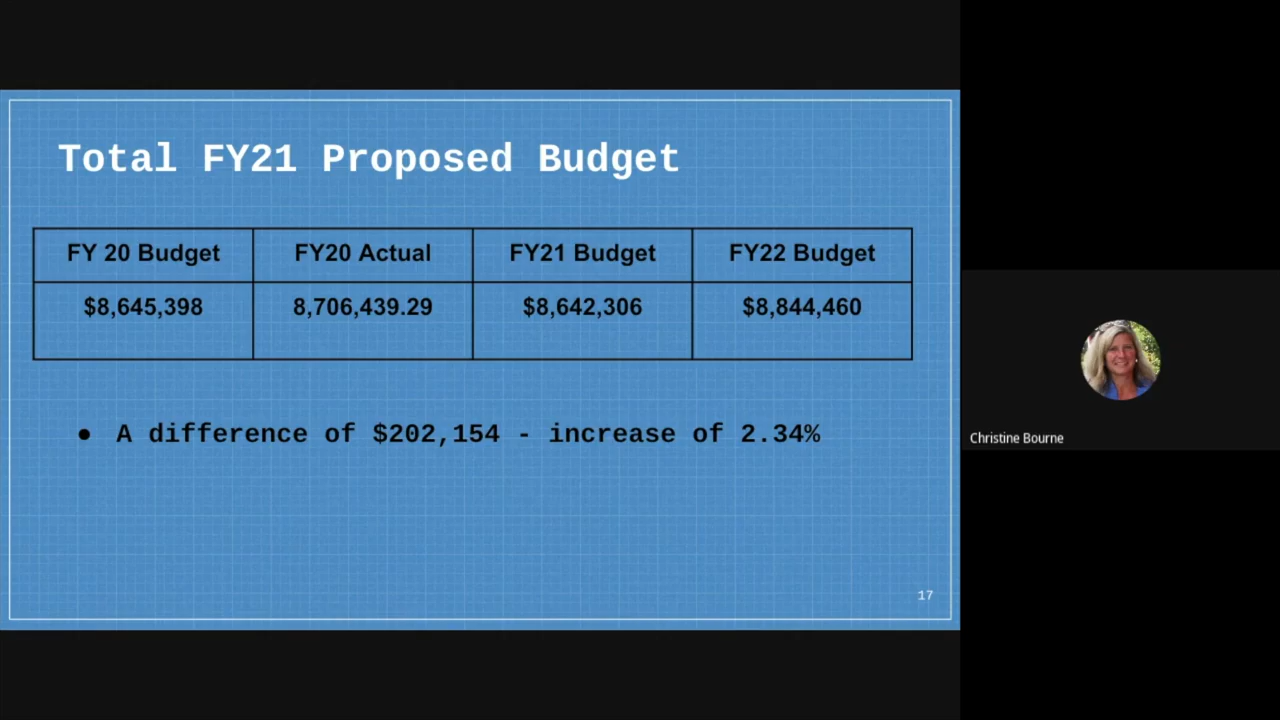 Total FY21 Proposed Budget
FY 20 Budget FY20 Actual FY21 Budget FY22 Budget
$8,645,398 8,706,439.29 $8,642,306 $8,844,460
● A difference of $202,154 - increase of 2.34%
17
Christine Bourne